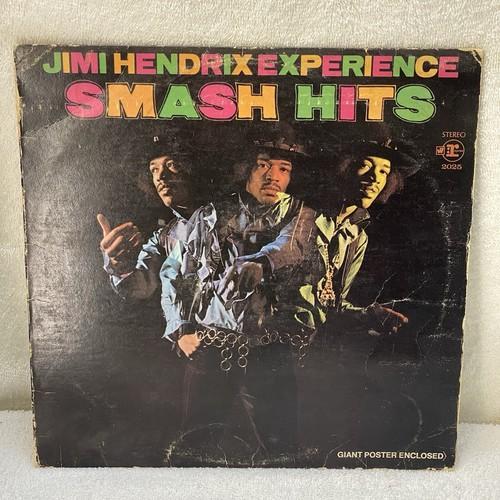 JIMI HENDRIX EXPERIENCE
SMASH HITS
STEREO
W r
2025
GIANT POSTER ENCLOSED)